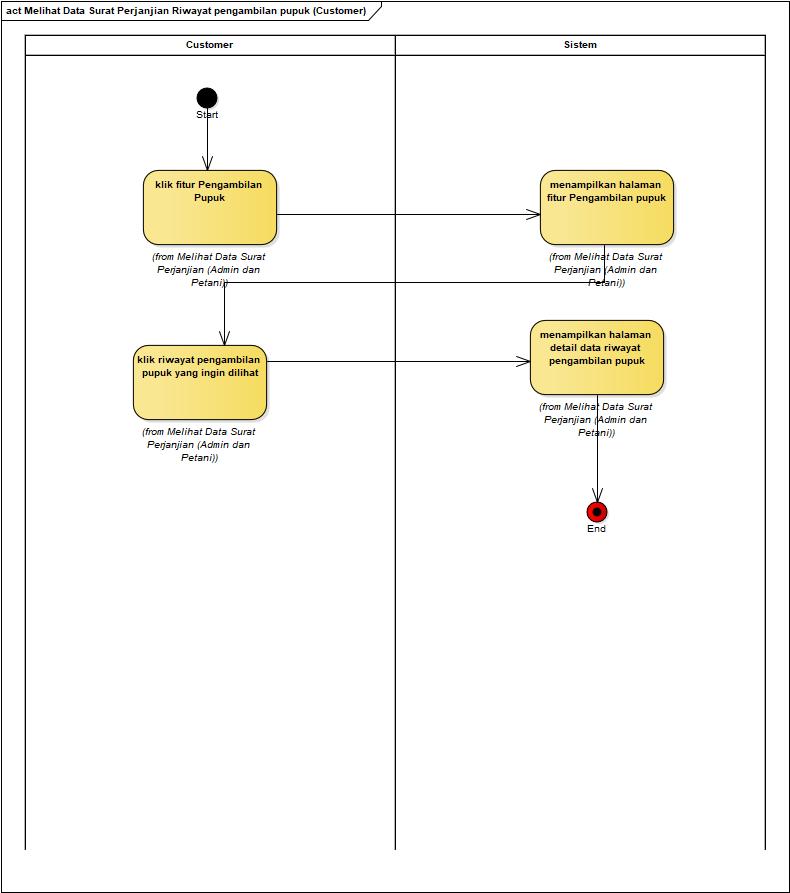 act Melihat Data Surat Perjanjian Riwayat pengambilan pupuk (Customer)
Customer
Sistem
Start
klik fitur Pengambilan
Pupuk
(from Melihat Data Surat
Perjanjian (Admin dan
Petani))
menampilkan halaman
fitur Pengambilan pupuk
(from Melihat Data Surat
Perjanjian (Admin dan
Petani))
klik riwayat pengambilan
pupuk yang ingin dilihat
(from Melihat Data Surat
Perjanjian (Admin dan
Petani))
menampilkan halaman
detail data riwayat
pengambilan pupuk
(from Melihat Data Surat
Perjanjian (Admin dan
Petani))
End